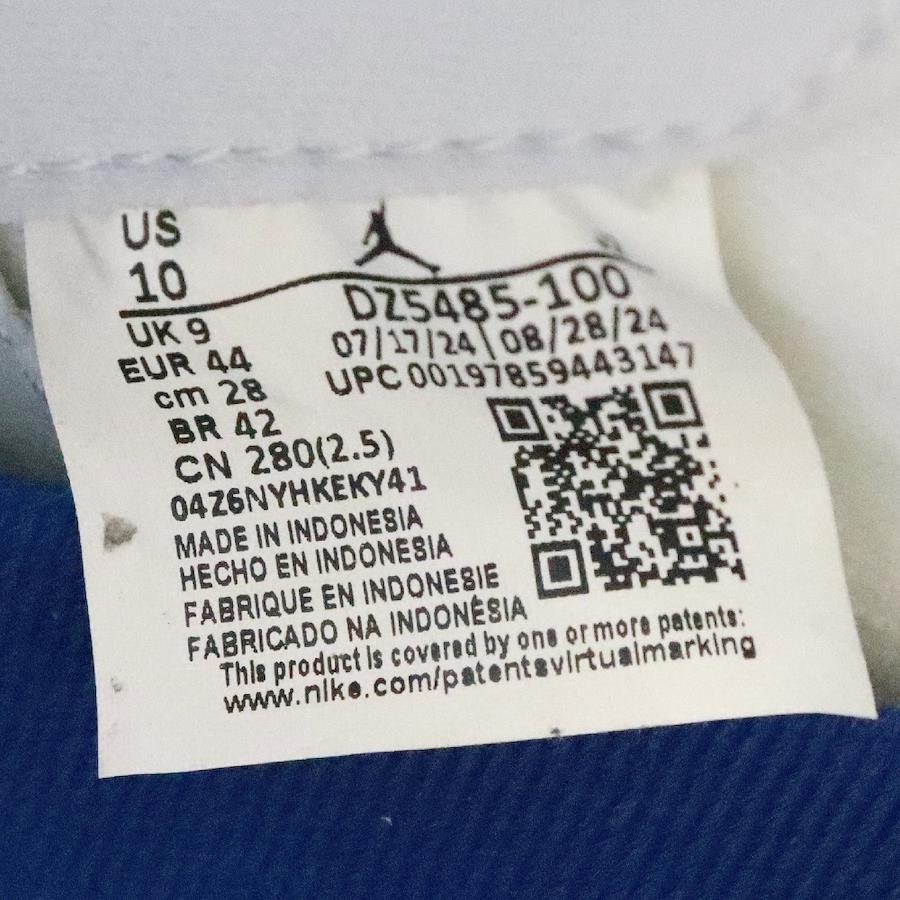 US
10
DZ5485-100
07/17/24\08/28/24
UPC 00197859443147
UK 9
EUR 44
cm 28
BR 42
CN 280(2.5)
04Z6NYHKEKY41
MADE IN INDONESIA
HECHO EN INDONESIA
FABRIQUE EN INDONESIE
FABRICADO NA INDONÉSIA
This product is covered by one or more patents:
www.nike.com/patentsvirtualmarking